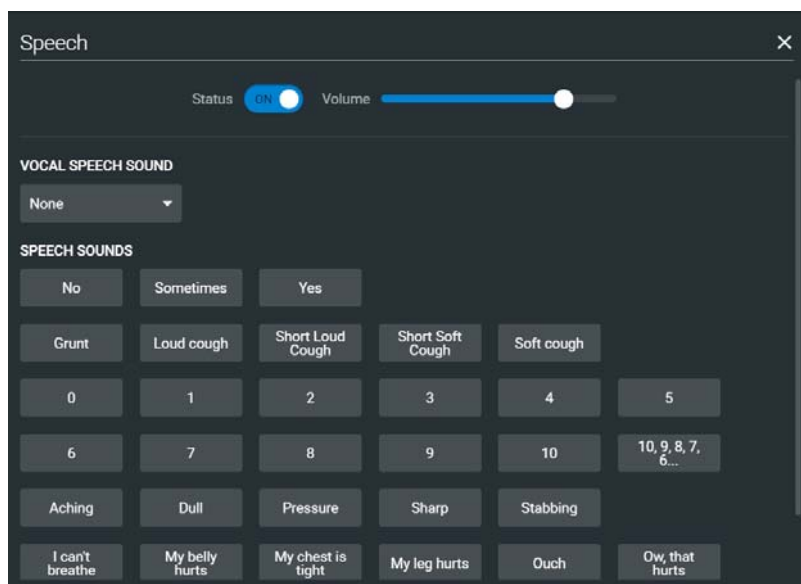 Speech
Status ON Volume
VOCAL SPEECH SOUND
None
SPEECH SOUNDS
No Sometimes Yes
Grunt Loud cough Short Loud Cough Short Soft Cough Soft cough
0 1 2 3 4 5
6 7 8 9 10 10, 9, 8, 7, 6...
Aching Dull Pressure Sharp Stabbing
I can't breathe My belly hurts My chest is tight My leg hurts Ouch Ow, that hurts